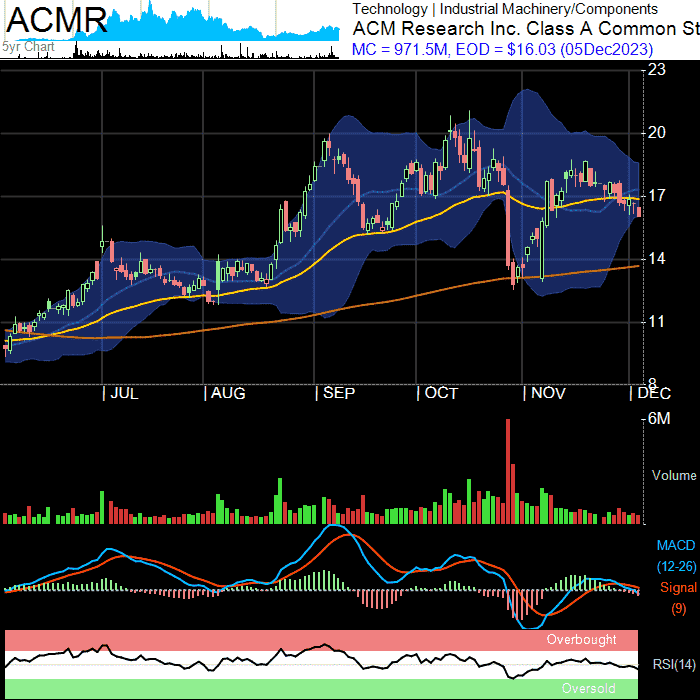 ACMR
5yr Chart
Technology | Industrial Machinery/Components
ACM Research Inc. Class A Common St
MC = 971.5M, EOD = $16.03 (05Dec2023)
23
20
17
14
11
8
JUL AUG SEP OCT NOV DEC
6M
Volume
MACD
(12-26)
Signal
(9)
Overbought
RSI(14)
Oversold